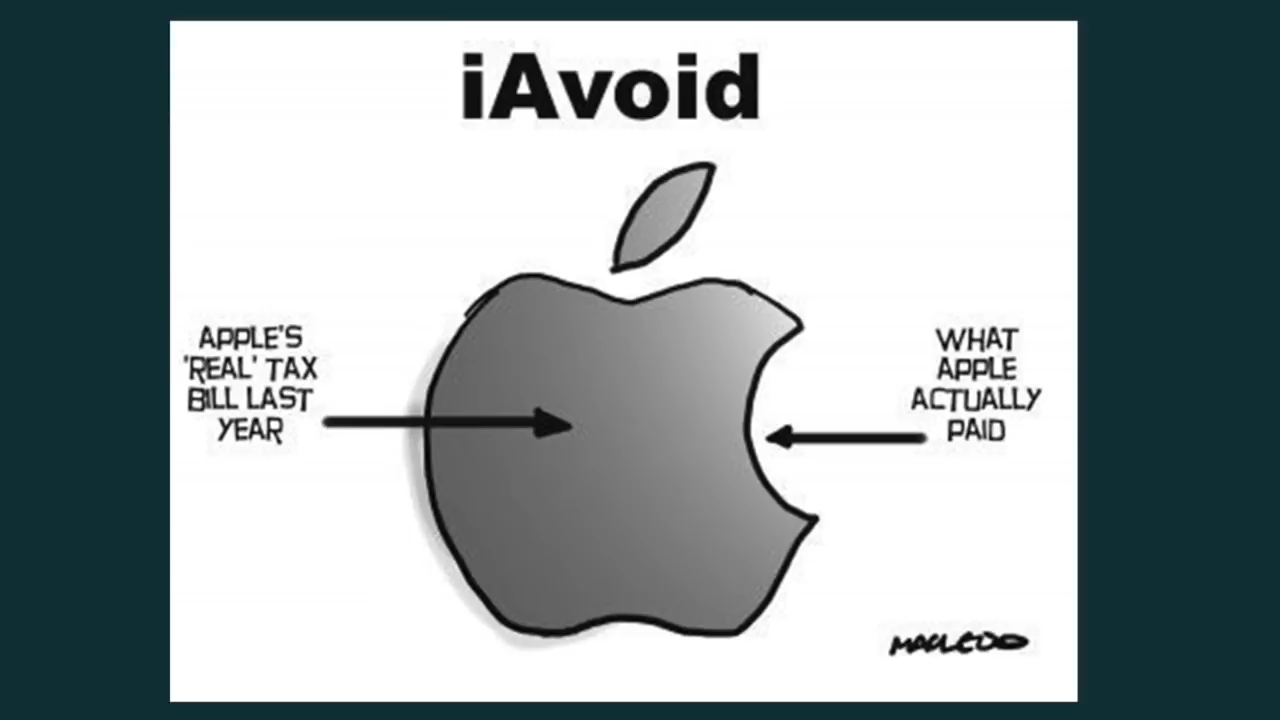 iAvoid
APPLE'S
'REAL' TAX
BILL LAST
YEAR
WHAT
APPLE
ACTUALLY
PAID
MACLEOD